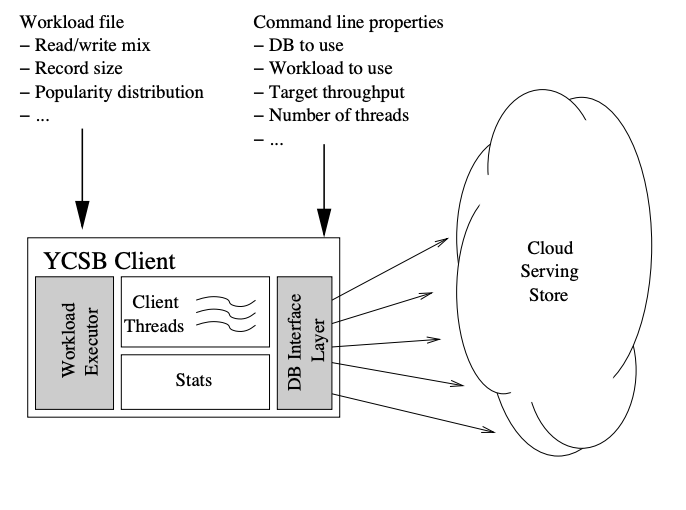 Workload file
– Read/write mix
– Record size
– Popularity distribution
– ...
Command line properties
– DB to use
– Workload to use
– Target throughput
– Number of threads
– ...
YCSB Client
Workload
Executor
Client
Threads
Stats
DB Interface
Layer
Cloud
Serving
Store